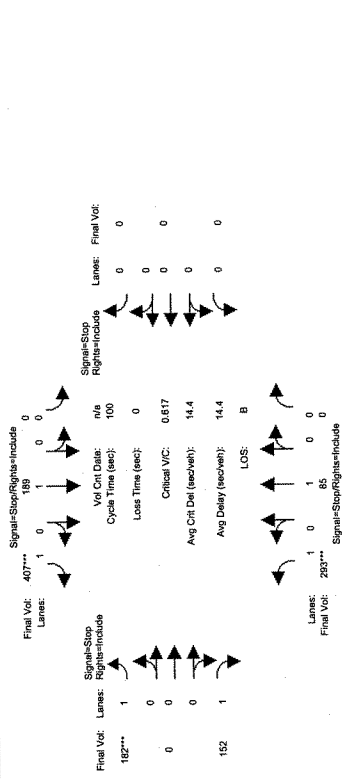 Signal=Stop/Rights=Include
Final Vol: 407*** 189 0
Lanes: 1 0 1 0 0
Signal=Stop
Rights=Include
Final Vol: Lanes:
182*** 1
0
0 0
0
152 1
Vol Cnt Date: n/a
Cycle Time (sec): 100
Loss Time (sec): 0
Critical V/C: 0.617
Avg Crit Del (sec/veh): 14.4
Avg Delay (sec/veh): 14.4
LOS: B
Signal=Stop
Rights=Include
Lanes: Final Vol:
0 0
0
0 0
0
0 0
Lanes: 1 0 1 0 0
Final Vol: 293*** 85 0
Signal=Stop/Rights=Include